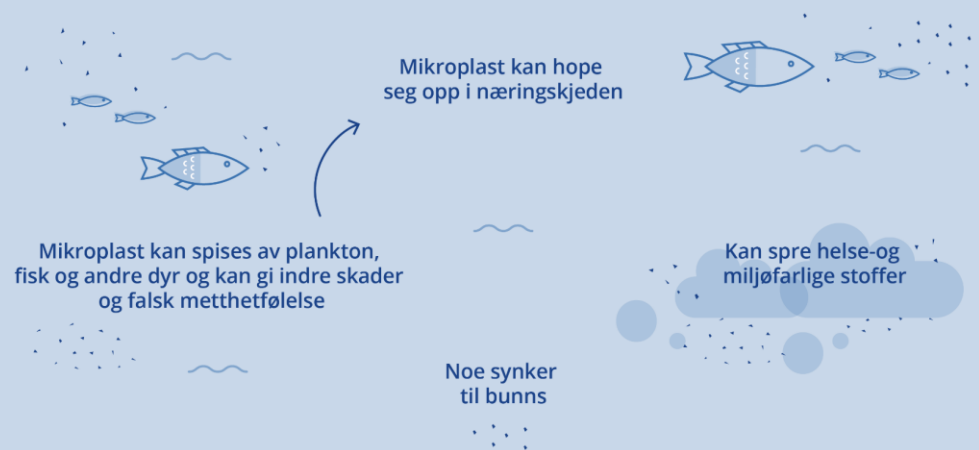 Mikroplast kan hope
seg opp i næringskjeden
Mikroplast kan spises av plankton,
fisk og andre dyr og kan gi indre skader
og falsk metthetfølelse
Kan spre helse-og
miljøfarlige stoffer
Noe synker
til bunns